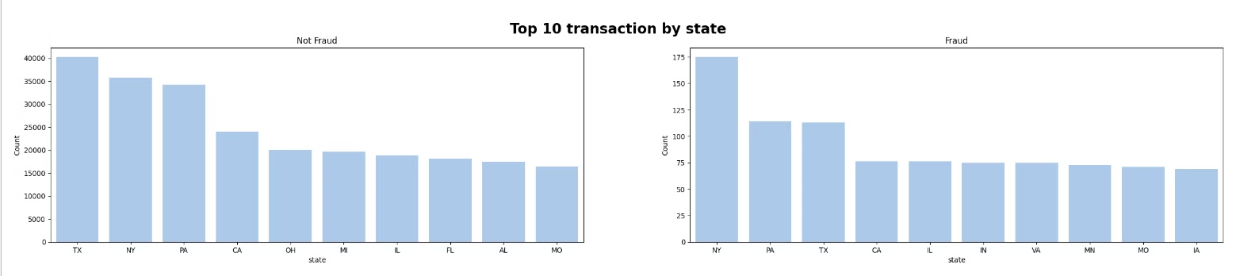 Top 10 transaction by state
Not Fraud
40000
35000
30000
25000
20000
15000
10000
5000
0
Count
TX NY PA CA OH MI IL FL AL MO
state
Fraud
175
150
125
100
75
50
25
0
Count
NY PA TX CA IL IN VA MN MO IA
state